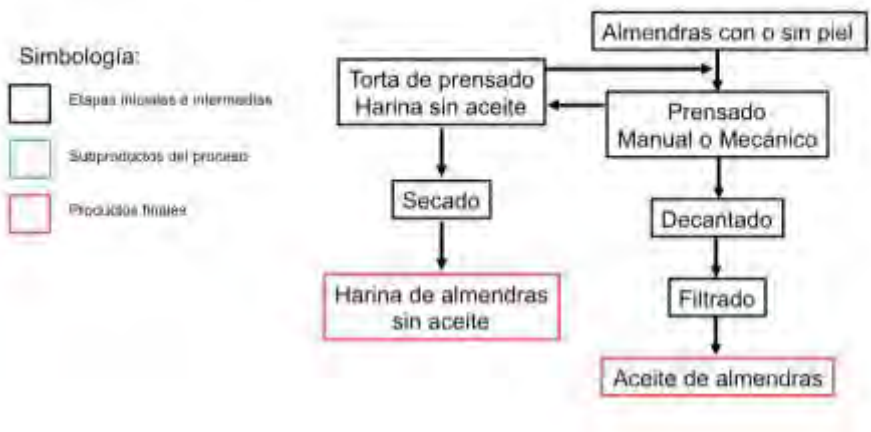 Simbología:
Etapas iniciales e intermedias
Subproductos del proceso
Productos finales
Almendras con o sin piel
Torta de prensado
Harina sin aceite
Prensado
Manual o Mecánico
Secado
Decantado
Harina de almendras
sin aceite
Filtrado
Aceite de almendras